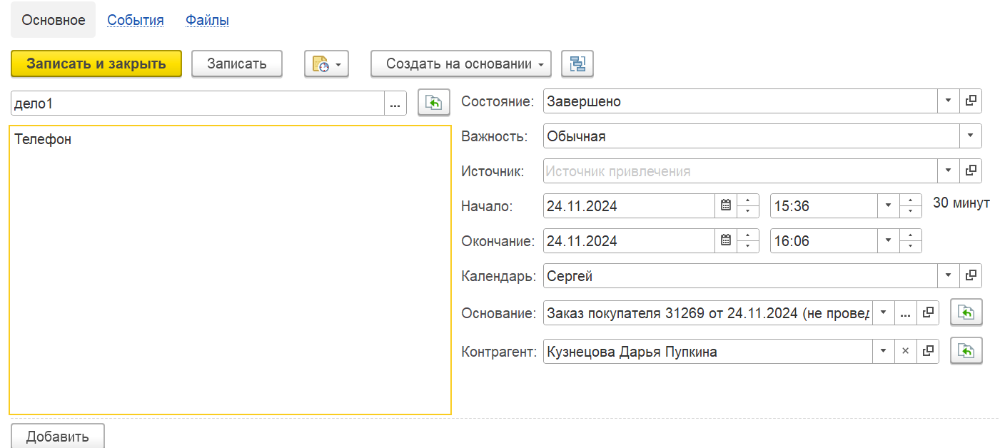 Основное События Файлы
Записать и закрыть Записать Создать на основании
дело1 ...
Телефон
Состояние: Завершено
Важность: Обычная
Источник: Источник привлечения
Начало: 24.11.2024 15:36 30 минут
Окончание: 24.11.2024 16:06
Календарь: Сергей
Основание: Заказ покупателя 31269 от 24.11.2024 (не провед ...
Контрагент: Кузнецова Дарья Пупкина
Добавить